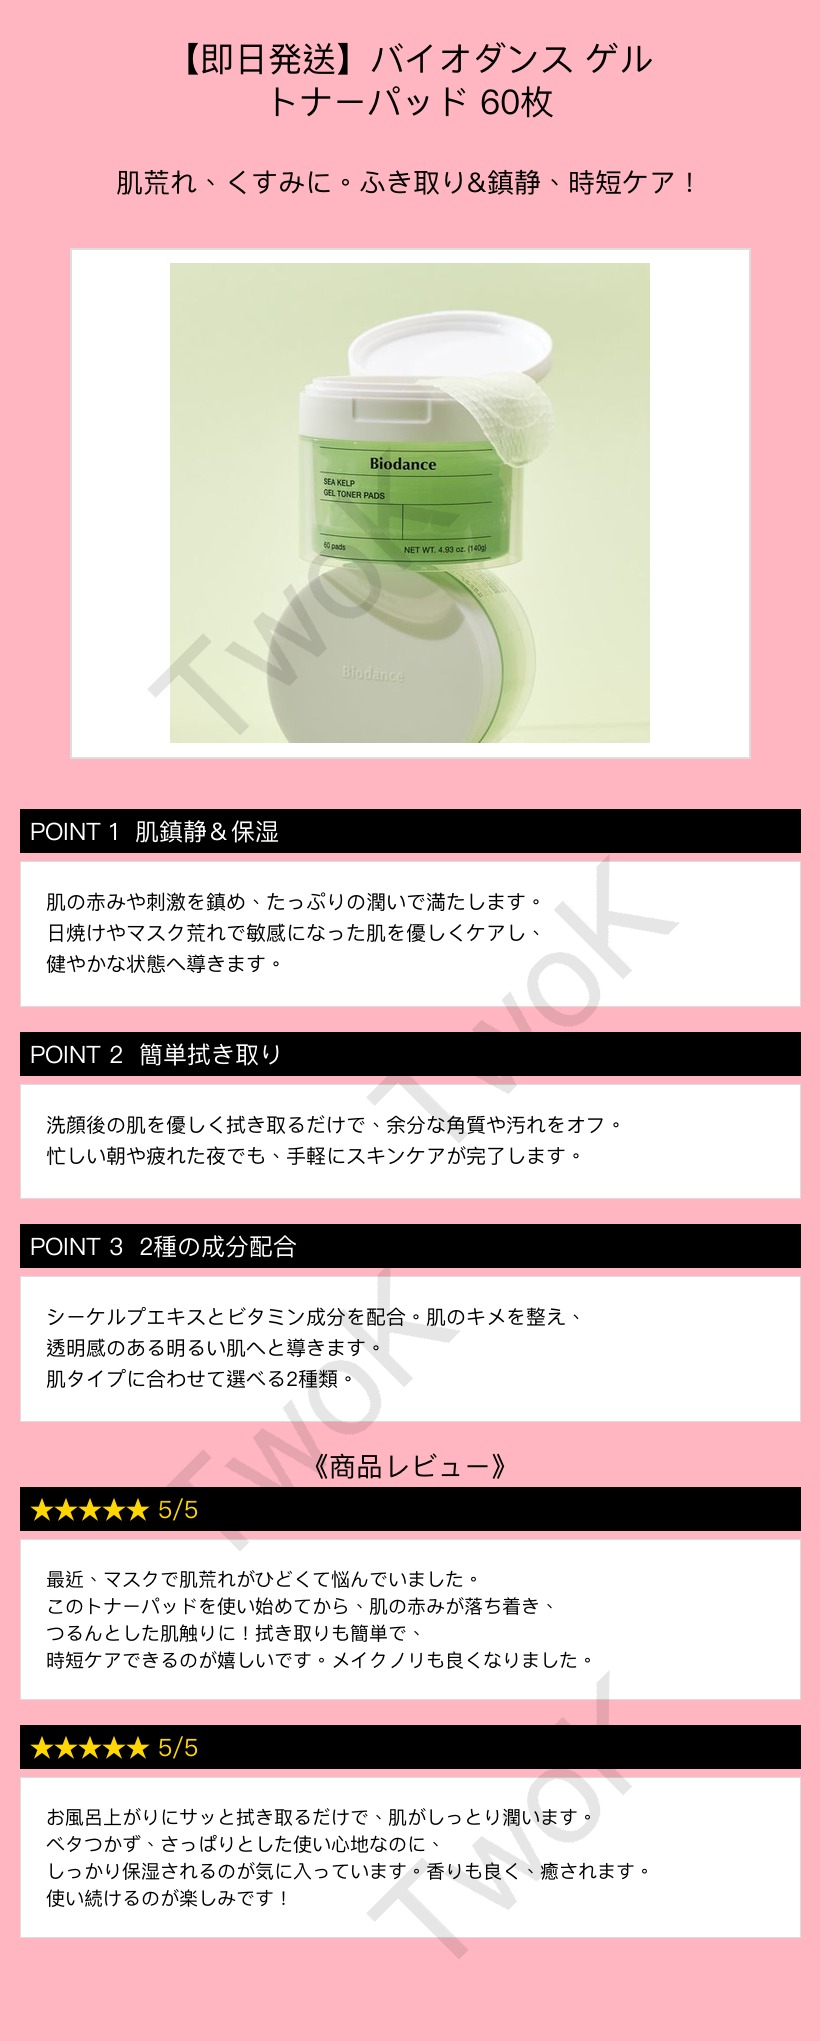 【即日発送】バイオダンス ゲル
トナーパッド 60枚
肌荒れ、くすみに。ふき取り&鎮静、時短ケア！
Biodance
SEA KELP
GEL TONER PADS
60 pads
NET WT. 4.93 oz. (140g)
Biodance
TwoK
POINT 1 肌鎮静＆保湿
肌の赤みや刺激を鎮め、たっぷりの潤いで満たします。
日焼けやマスク荒れで敏感になった肌を優しくケアし、
健やかな状態へ導きます。
TwoK
POINT 2 簡単拭き取り
洗顔後の肌を優しく拭き取るだけで、余分な角質や汚れをオフ。
忙しい朝や疲れた夜でも、手軽にスキンケアが完了します。
POINT 3 2種の成分配合
シーケルプエキスとビタミン成分を配合。肌のキメを整え、
透明感のある明るい肌へと導きます。
肌タイプに合わせて選べる2種類。
TwoK
《商品レビュー》
★★★★★ 5/5
最近、マスクで肌荒れがひどくて悩んでいました。
このトナーパッドを使い始めてから、肌の赤みが落ち着き、
つるんとした肌触りに！拭き取りも簡単で、
時短ケアできるのが嬉しいです。メイクノリも良くなりました。
★★★★★ 5/5
お風呂上がりにサッと拭き取るだけで、肌がしっとり潤います。
ベタつかず、さっぱりとした使い心地なのに、
しっかり保湿されるのが気に入っています。香りも良く、癒されます。
使い続けるのが楽しみです！
TwoK